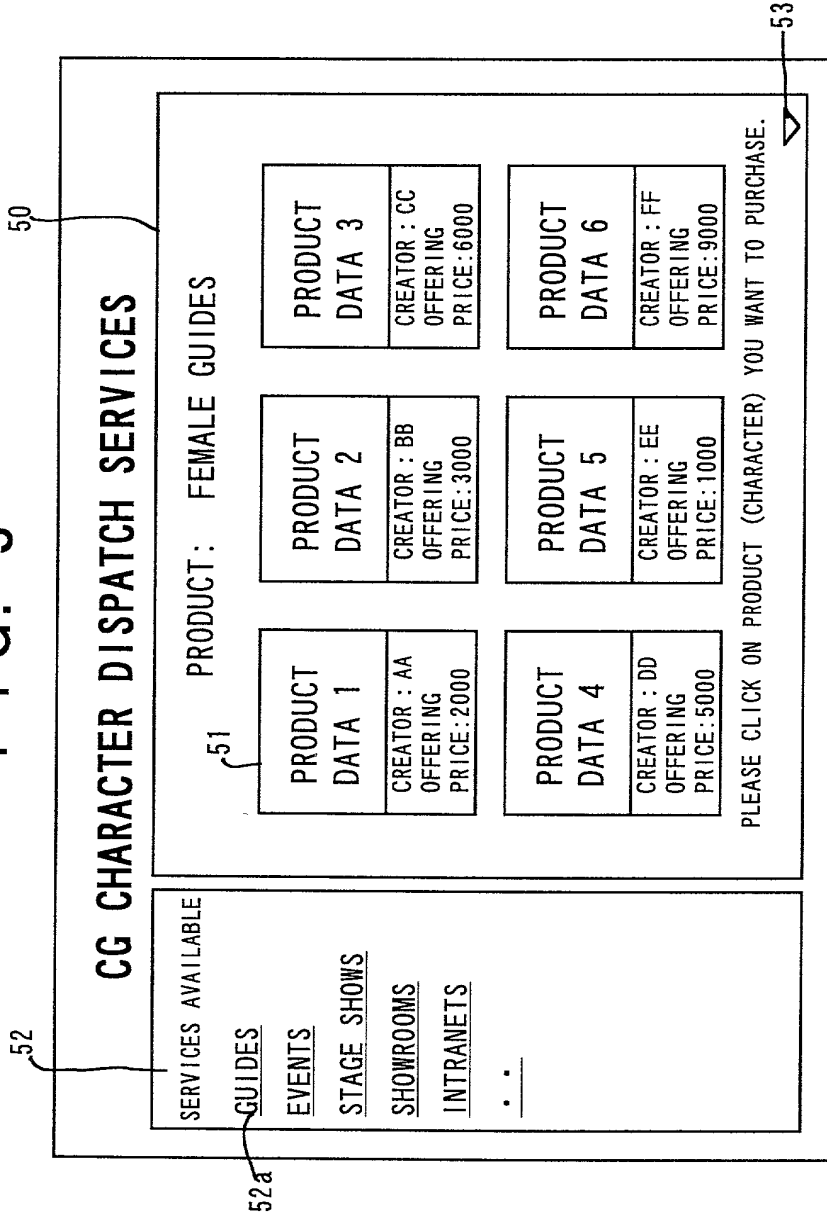 50
CG CHARACTER DISPATCH SERVICES
52
SERVICES AVAILABLE
52a
GUIDES
EVENTS
STAGE SHOWS
SHOWROOMS
INTRANETS
..
PRODUCT: FEMALE GUIDES
51
PRODUCT
DATA 1
CREATOR : AA
OFFERING
PRICE:2000
PRODUCT
DATA 2
CREATOR : BB
OFFERING
PRICE:3000
PRODUCT
DATA 3
CREATOR : CC
OFFERING
PRICE:6000
PRODUCT
DATA 4
CREATOR : DD
OFFERING
PRICE:5000
PRODUCT
DATA 5
CREATOR : EE
OFFERING
PRICE:1000
PRODUCT
DATA 6
CREATOR : FF
OFFERING
PRICE:9000
PLEASE CLICK ON PRODUCT (CHARACTER) YOU WANT TO PURCHASE.
53